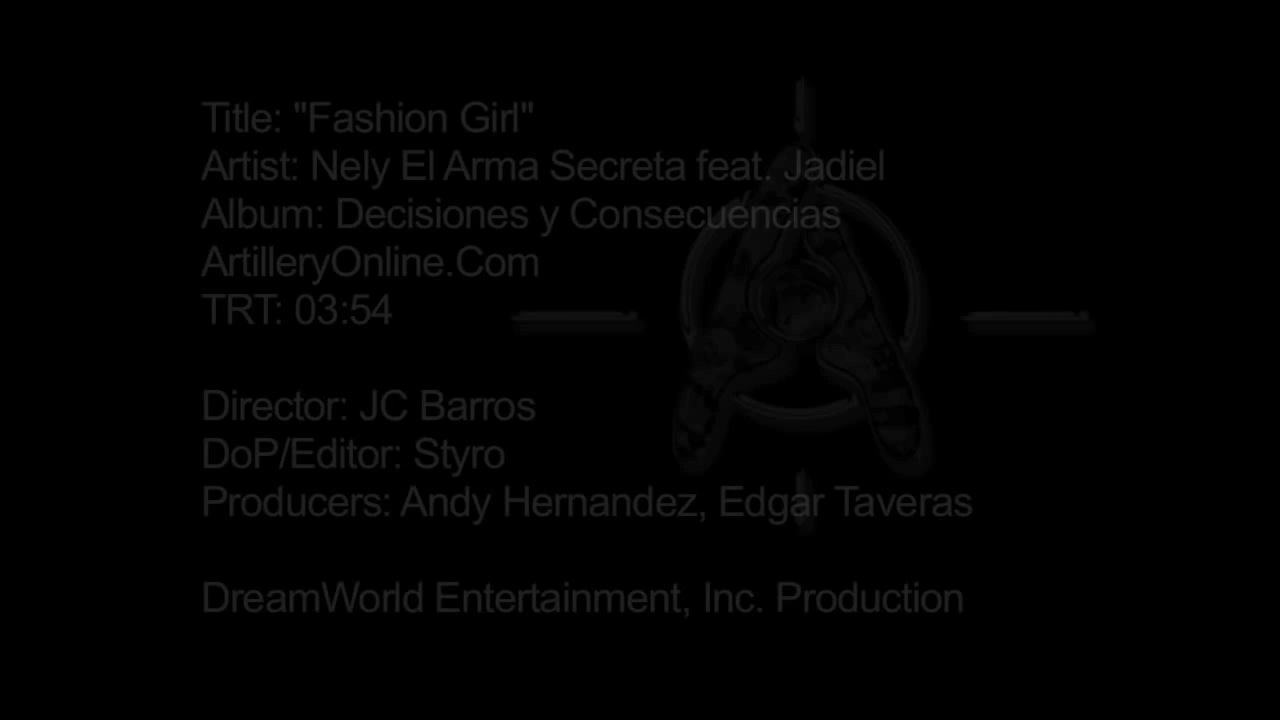 Title: "Fashion Girl"
Artist: Nely El Arma Secreta feat. Jadiel
Album: Decisiones y Consecuencias
ArtilleryOnline.Com
TRT: 03:54
Director: JC Barros
DoP/Editor: Styro
Producers: Andy Hernandez, Edgar Taveras
DreamWorld Entertainment, Inc. Production